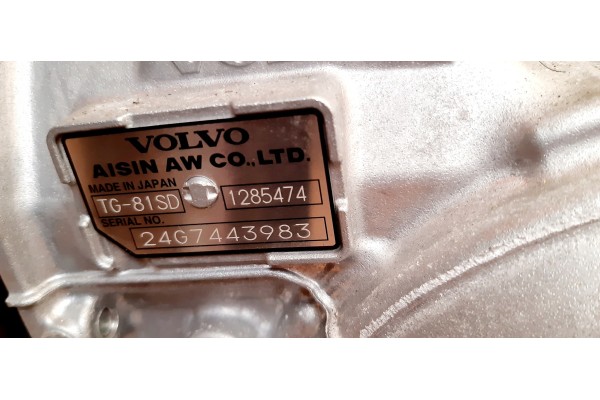 VOLVO
AISIN AW CO.,LTD.
MADE IN JAPAN
TG-81SD 1285474
SERIAL NO.
24G7443983